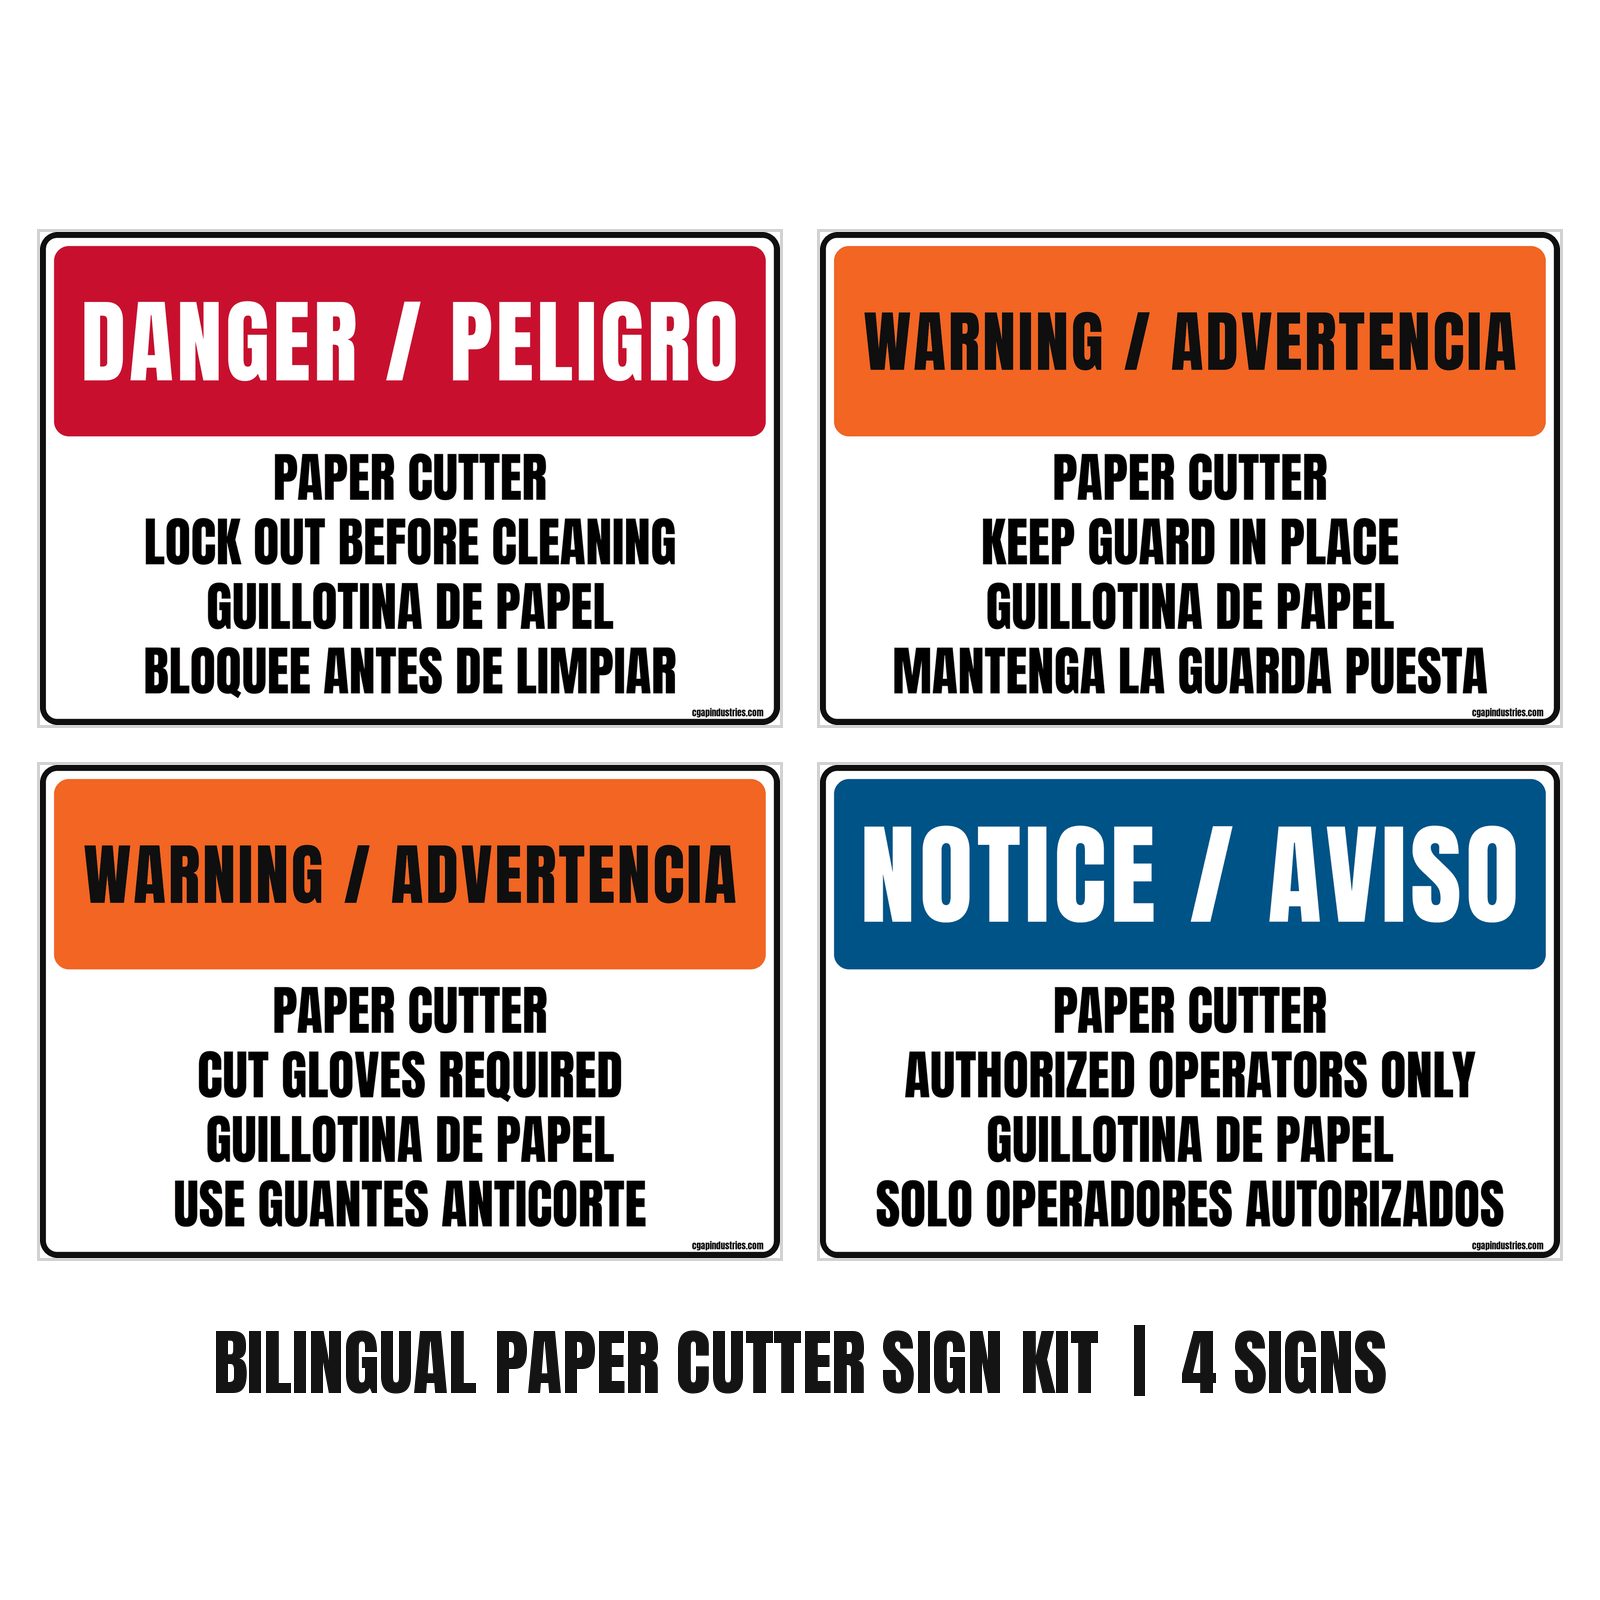 DANGER / PELIGRO
PAPER CUTTER
LOCK OUT BEFORE CLEANING
GUILLOTINA DE PAPEL
BLOQUEE ANTES DE LIMPIAR
cgapindustries.com
WARNING / ADVERTENCIA
PAPER CUTTER
KEEP GUARD IN PLACE
GUILLOTINA DE PAPEL
MANTENGA LA GUARDA PUESTA
cgapindustries.com
WARNING / ADVERTENCIA
PAPER CUTTER
CUT GLOVES REQUIRED
GUILLOTINA DE PAPEL
USE GUANTES ANTICORTE
cgapindustries.com
NOTICE / AVISO
PAPER CUTTER
AUTHORIZED OPERATORS ONLY
GUILLOTINA DE PAPEL
SOLO OPERADORES AUTORIZADOS
cgapindustries.com
BILINGUAL PAPER CUTTER SIGN KIT | 4 SIGNS